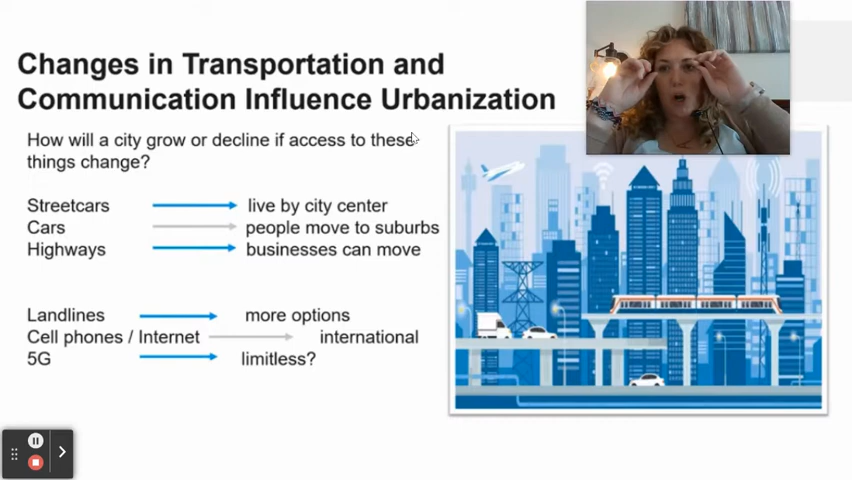 Changes in Transportation and
Communication Influence Urbanization
How will a city grow or decline if access to these
things change?
Streetcars live by city center
Cars people move to suburbs
Highways businesses can move
Landlines more options
Cell phones / Internet international
5G limitless?